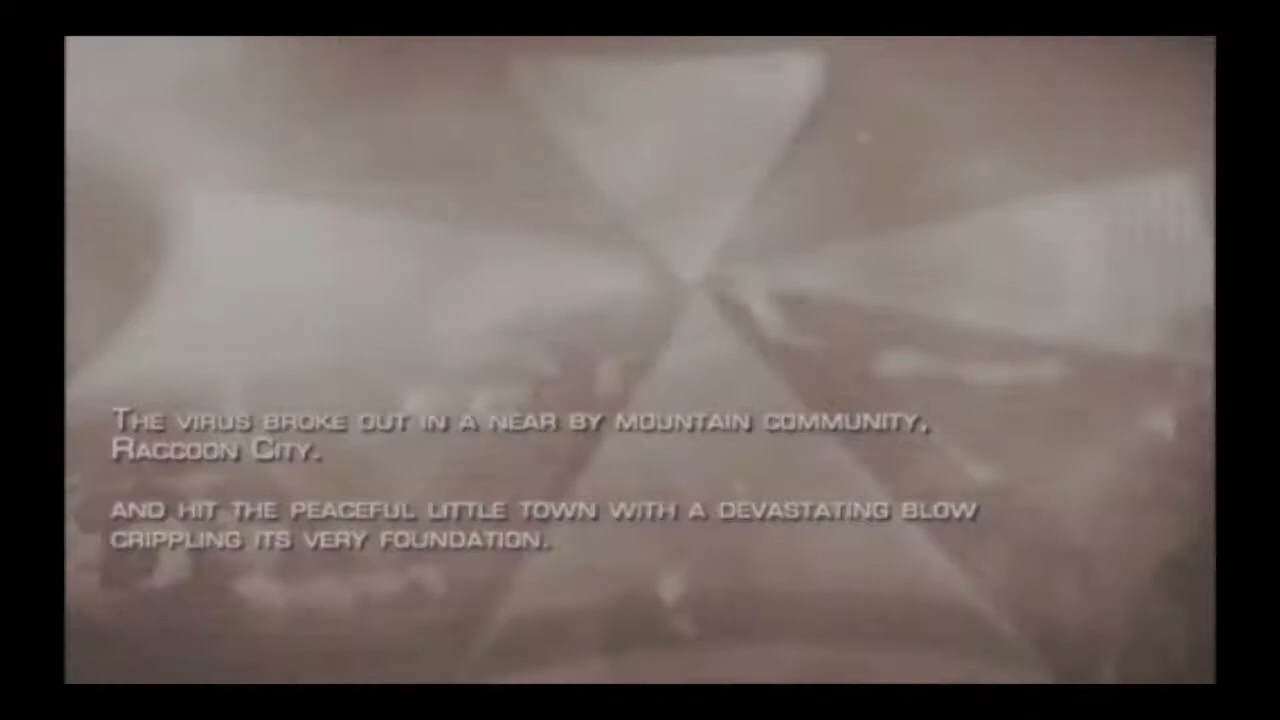 The virus broke out in a near by mountain community,
Raccoon City.
and hit the peaceful little town with a devastating blow
crippling its very foundation.